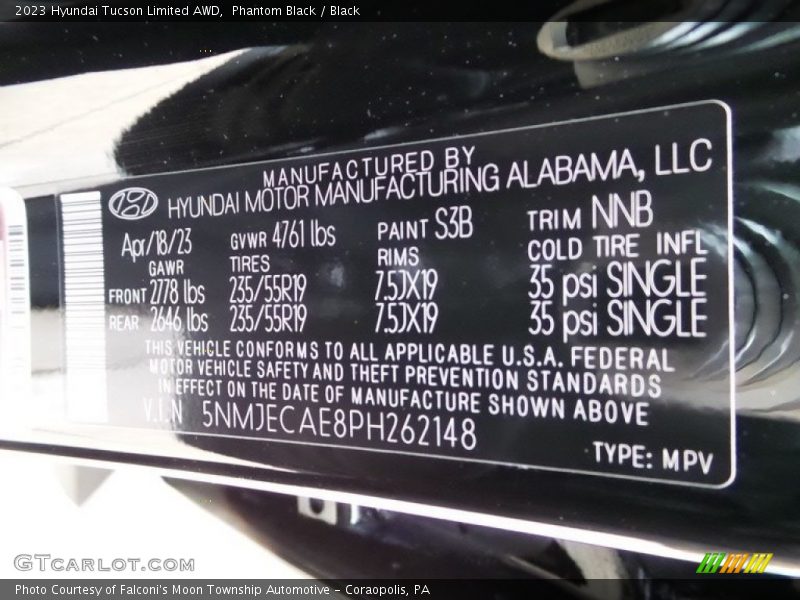 2023 Hyundai Tucson Limited AWD, Phantom Black / Black
MANUFACTURED BY
HYUNDAI MOTOR MANUFACTURING ALABAMA, LLC
Apr/18/23 GVWR 4761 lbs PAINT S3B TRIM NNB
GAWR TIRES RIMS COLD TIRE INFL
FRONT 2778 lbs 235/55R19 7.5JX19 35 psi SINGLE
REAR 2646 lbs 235/55R19 7.5JX19 35 psi SINGLE
THIS VEHICLE CONFORMS TO ALL APPLICABLE U.S.A. FEDERAL
MOTOR VEHICLE SAFETY AND THEFT PREVENTION STANDARDS
IN EFFECT ON THE DATE OF MANUFACTURE SHOWN ABOVE
V.I.N 5NMJECAE8PH262148
TYPE: MPV
GTcarlot.com
Photo Courtesy of Falconi's Moon Township Automotive - Coraopolis, PA